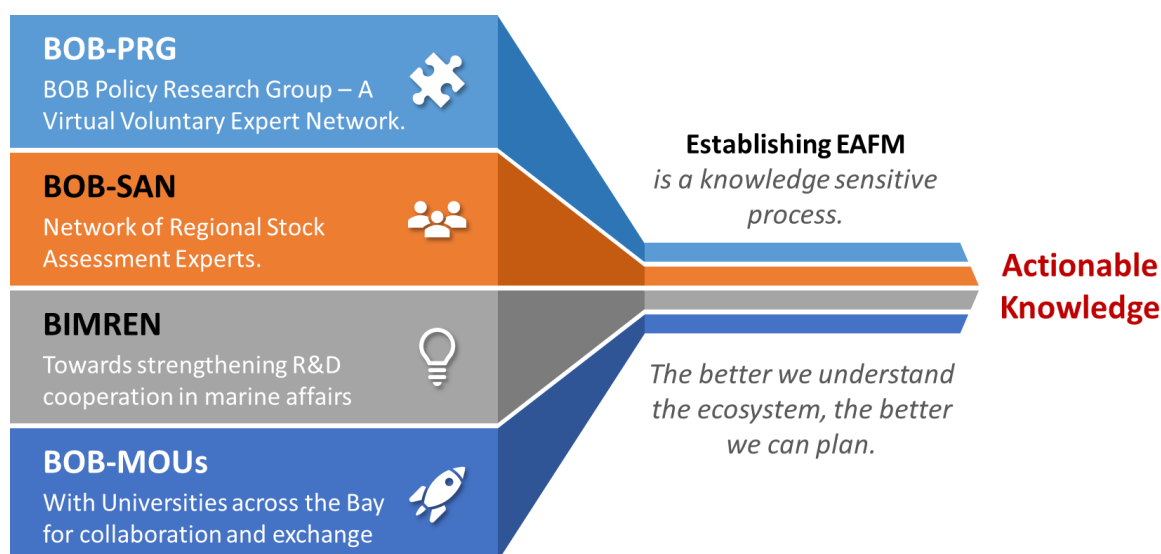 BOB-PRG
BOB Policy Research Group – A
Virtual Voluntary Expert Network.
BOB-SAN
Network of Regional Stock
Assessment Experts.
BIMREN
Towards strengthening R&D
cooperation in marine affairs
BOB-MOUs
With Universities across the Bay
for collaboration and exchange
Establishing EAFM
is a knowledge sensitive
process.
The better we understand
the ecosystem, the better
we can plan.
Actionable
Knowledge